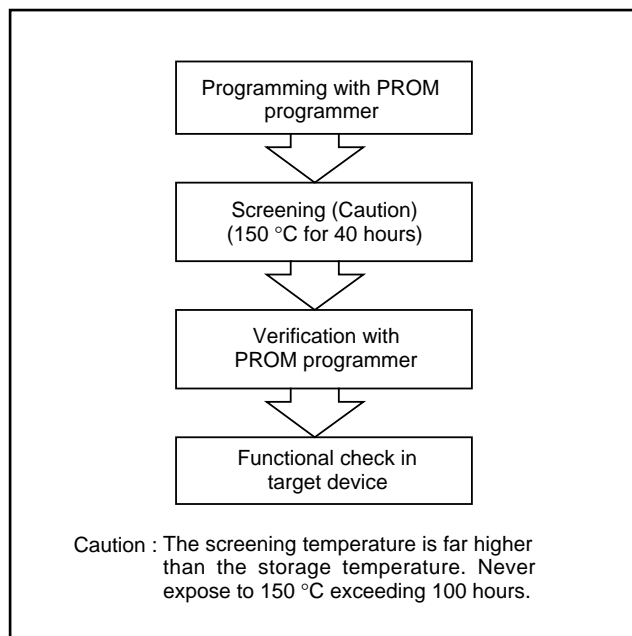 Programming with PROM
programmer
Screening (Caution)
(150 °C for 40 hours)
Verification with
PROM programmer
Functional check in
target device
Caution : The screening temperature is far higher
than the storage temperature. Never
expose to 150 °C exceeding 100 hours.